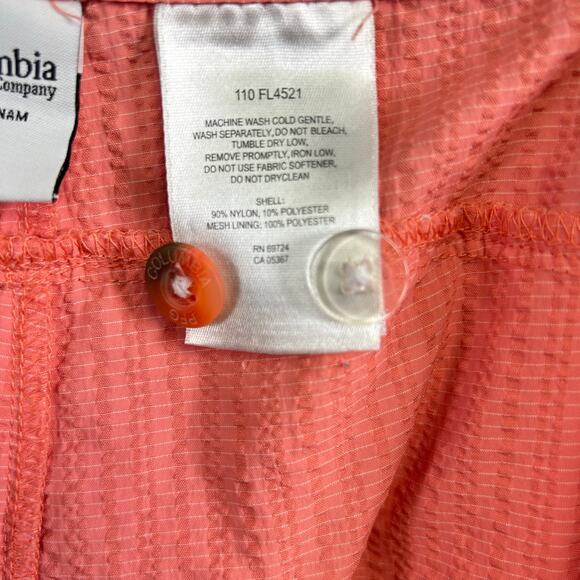 mbia
Company
NAM
110 FL4521
MACHINE WASH COLD GENTLE,
WASH SEPARATELY, DO NOT BLEACH,
TUMBLE DRY LOW,
REMOVE PROMPTLY, IRON LOW,
DO NOT USE FABRIC SOFTENER,
DO NOT DRYCLEAN
SHELL:
90% NYLON, 10% POLYESTER
MESH LINING: 100% POLYESTER
RN 69724
CA 05367
COLUMBIA
PFG